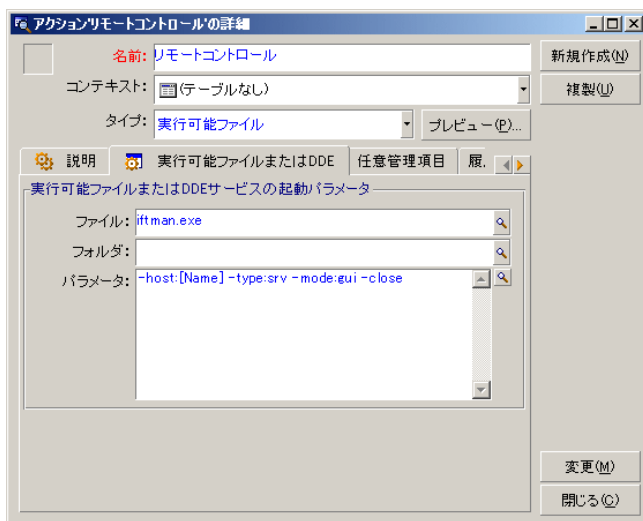 アクション'リモートコントロール'の詳細
名前: リモートコントロール
新規作成(N)
コンテキスト: (テーブルなし)
複製(U)
タイプ: 実行可能ファイル
プレビュー(P)...
説明
実行可能ファイルまたはDDE
任意管理項目
履.
実行可能ファイルまたはDDEサービスの起動パラメータ
ファイル: iftman.exe
フォルダ:
パラメータ: -host:[Name] -type:srv -mode:gui -close
変更(M)
閉じる(C)